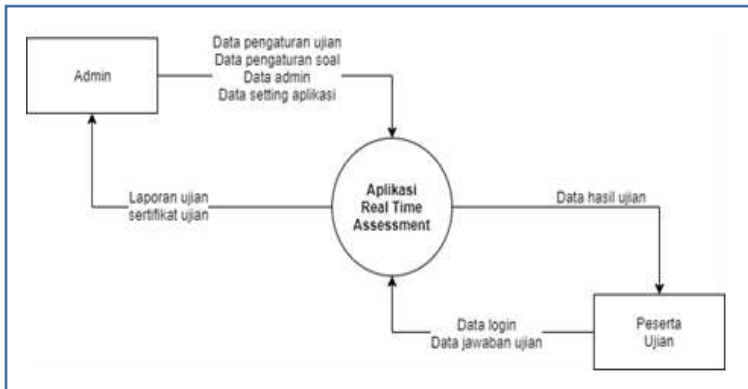 Data pengaturan ujian
Data pengaturan soal
Data admin
Data setting aplikasi
Admin
Laporan ujian
sertifikat ujian
Aplikasi
Real Time
Assessment
Data hasil ujian
Data login
Data jawaban ujian
Peserta
Ujian